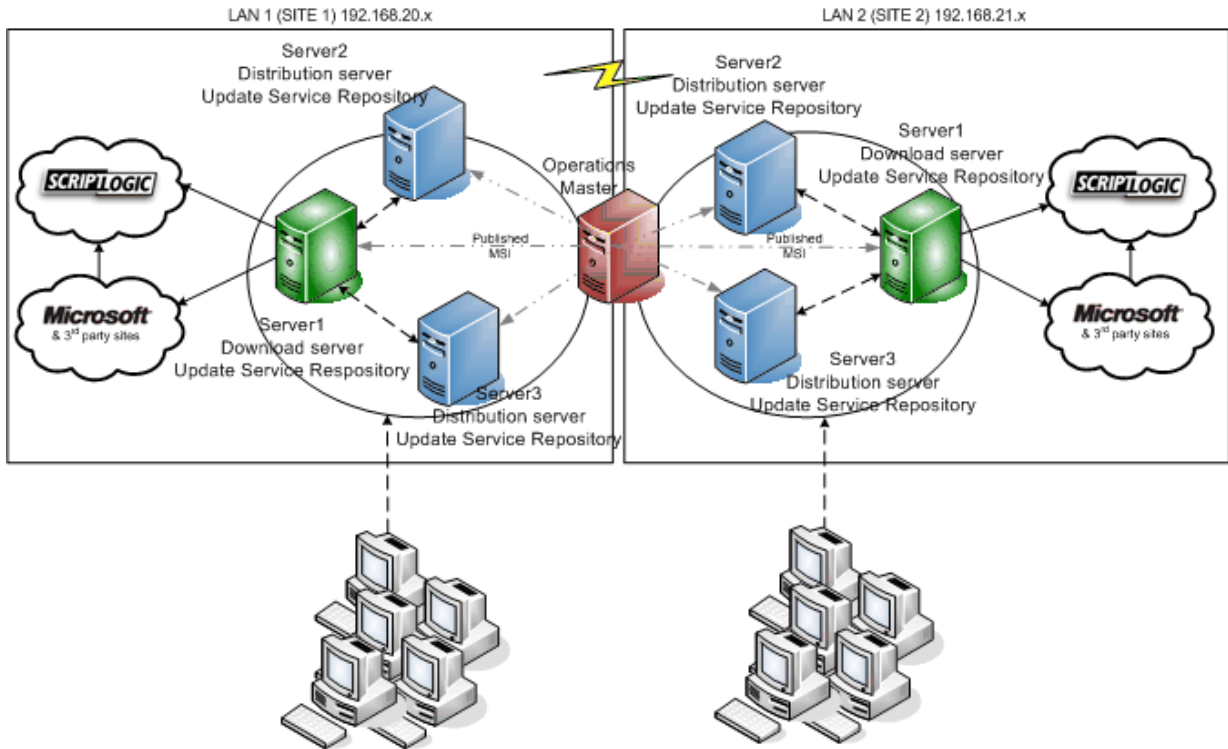 LAN 1 (SITE 1) 192.168.20.x
LAN 2 (SITE 2) 192.168.21.x
Server2
Distribution server
Update Service Repository
Server2
Distribution server
Update Service Repository
Server1
Download server
Update Service Repository
Operations
Master
SCRIPTLOGIC
SCRIPTLOGIC
Published
MSI
Published
MSI
Microsoft
& 3rd party sites
Microsoft
& 3rd party sites
Server1
Download server
Update Service Respository
Server3
Distribution server
Update Service Repository
Server3
Distribution server
Update Service Repository